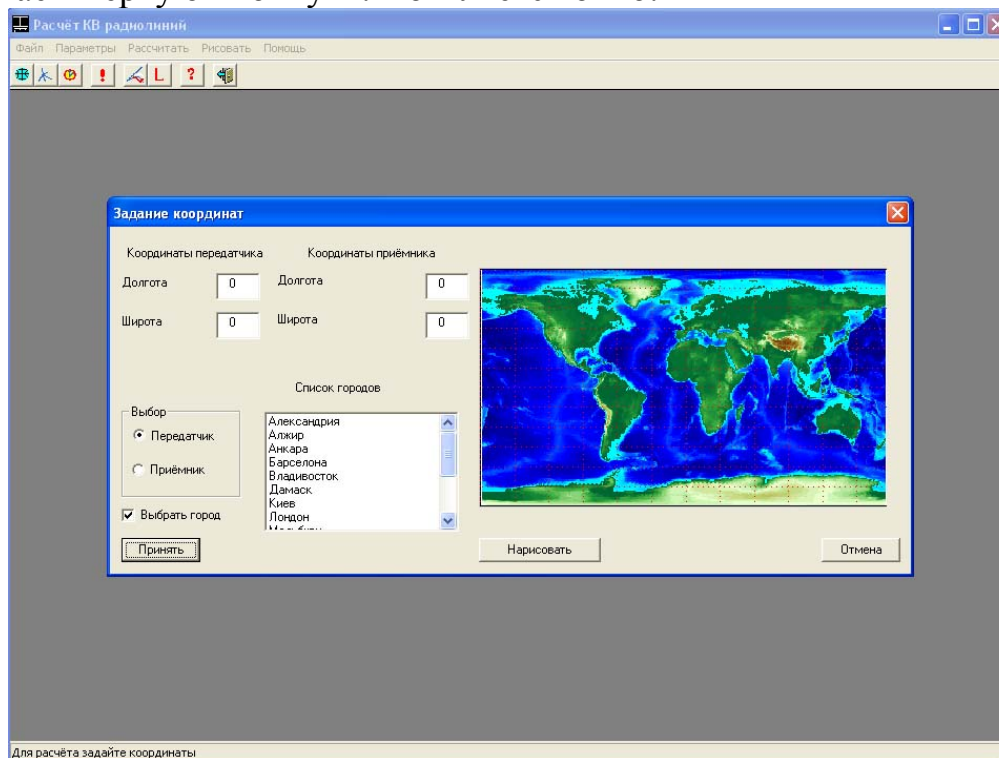 Расчёт КВ радиолиний
Файл Параметры Рассчитать Рисовать Помощь
Задание координат
Координаты передатчика Координаты приёмника
Долгота 0 Долгота 0
Широта 0 Широта 0
Список городов
Выбор
Передатчик
Приёмник
Выбрать город
Александрия
Алжир
Анкара
Барселона
Владивосток
Дамаск
Киев
Лондон
Принять Нарисовать Отмена
Для расчёта задайте координаты